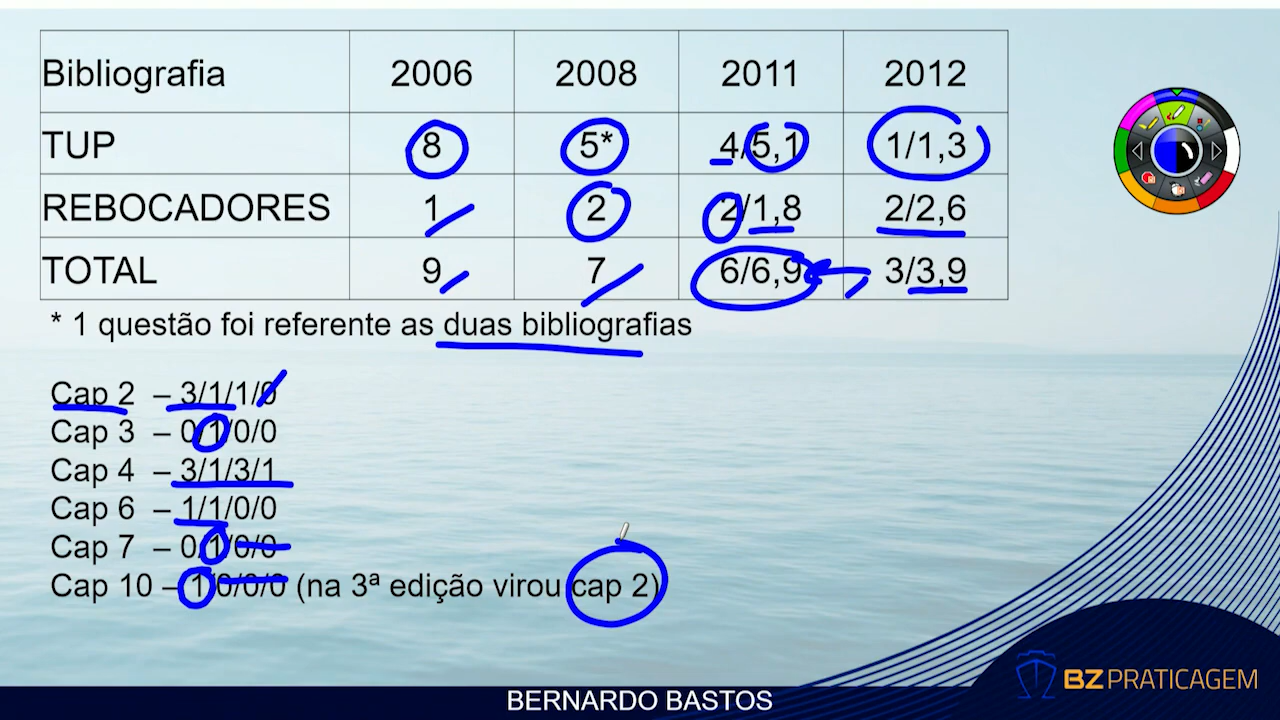 Bibliografia 2006 2008 2011 2012
TUP 8 5* 4/5,1 1/1,3
REBOCADORES 1 2 2/1,8 2/2,6
TOTAL 9 7 6/6,9 3/3,9
* 1 questão foi referente as duas bibliografias
Cap 2 – 3/1/1/0
Cap 3 – 0/1/0/0
Cap 4 – 3/1/3/1
Cap 6 – 1/1/0/0
Cap 7 – 0/1/0/0
Cap 10 – 1/0/0/0 (na 3ª edição virou cap 2)
BZPRATICAGEM
BERNARDO BASTOS